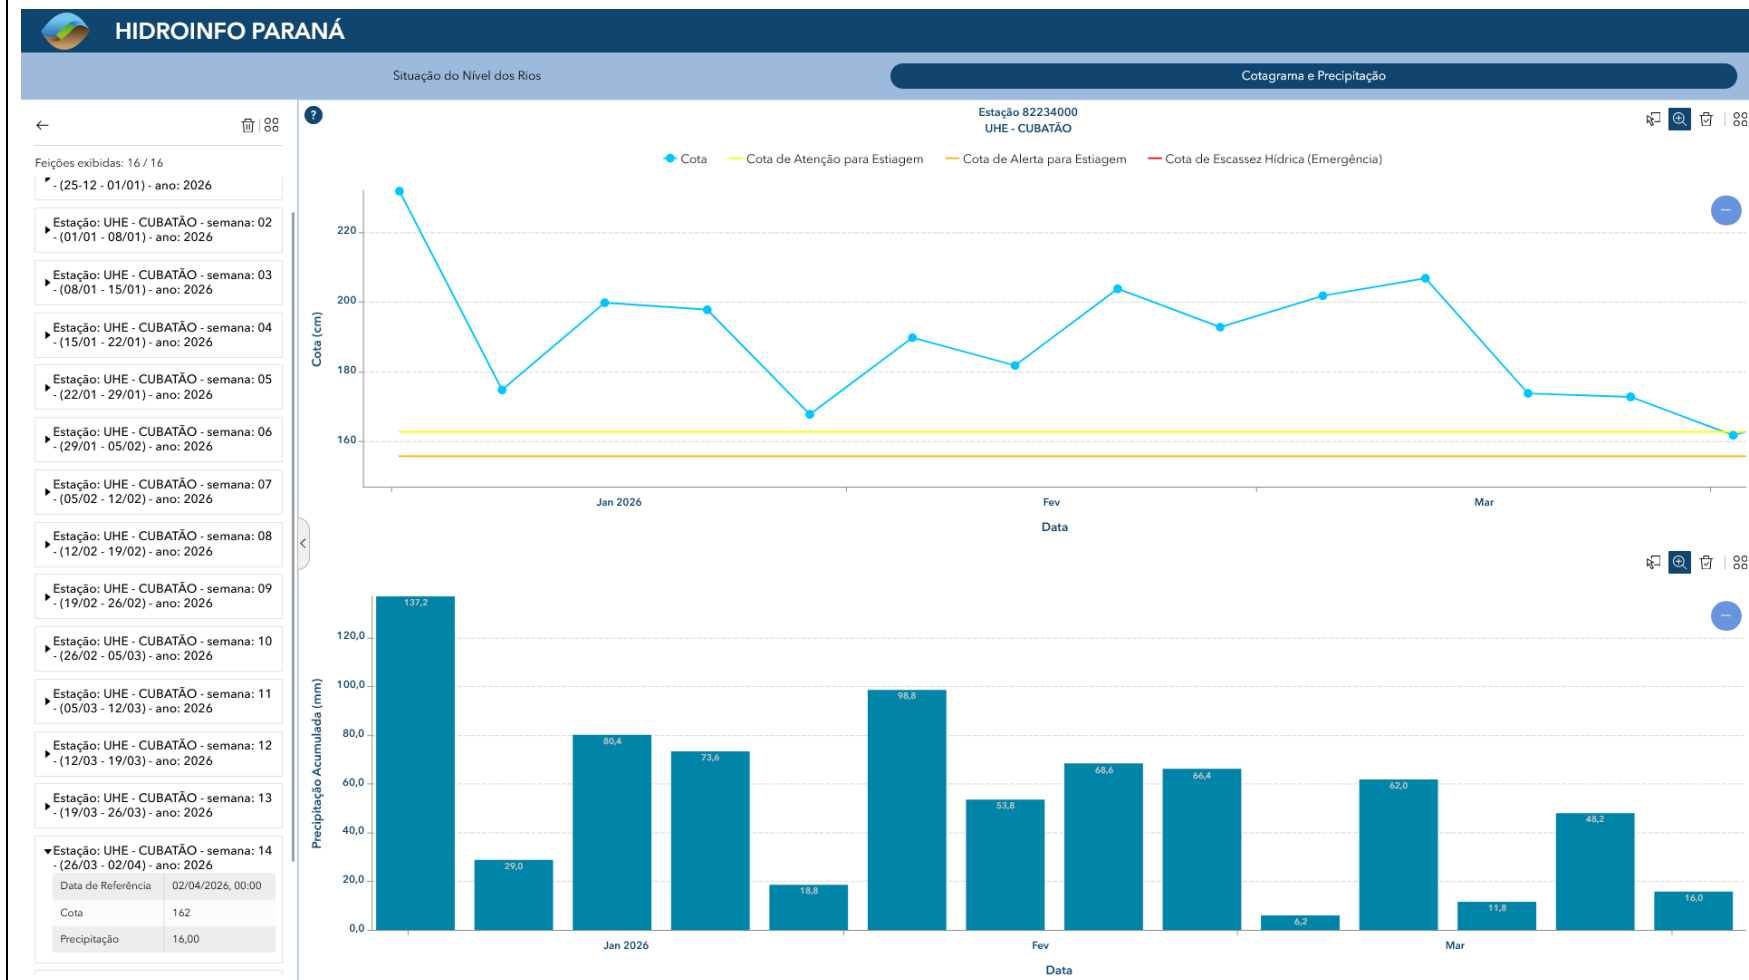 HIDROINFO PARANÁ
Situação do Nível dos Rios
Cotagrama e Precipitação
Feições exibidas: 16 / 16
- (25-12 - 01/01) - ano: 2026
Estação: UHE - CUBATÃO - semana: 02
- (01/01 - 08/01) - ano: 2026
Estação: UHE - CUBATÃO - semana: 03
- (08/01 - 15/01) - ano: 2026
Estação: UHE - CUBATÃO - semana: 04
- (15/01 - 22/01) - ano: 2026
Estação: UHE - CUBATÃO - semana: 05
- (22/01 - 29/01) - ano: 2026
Estação: UHE - CUBATÃO - semana: 06
- (29/01 - 05/02) - ano: 2026
Estação: UHE - CUBATÃO - semana: 07
- (05/02 - 12/02) - ano: 2026
Estação: UHE - CUBATÃO - semana: 08
- (12/02 - 19/02) - ano: 2026
Estação: UHE - CUBATÃO - semana: 09
- (19/02 - 26/02) - ano: 2026
Estação: UHE - CUBATÃO - semana: 10
- (26/02 - 05/03) - ano: 2026
Estação: UHE - CUBATÃO - semana: 11
- (05/03 - 12/03) - ano: 2026
Estação: UHE - CUBATÃO - semana: 12
- (12/03 - 19/03) - ano: 2026
Estação: UHE - CUBATÃO - semana: 13
- (19/03 - 26/03) - ano: 2026
Estação: UHE - CUBATÃO - semana: 14
- (26/03 - 02/04) - ano: 2026
Data de Referência 02/04/2026, 00:00
Cota 162
Precipitação 16,00
?
Estação 82234000
UHE - CUBATÃO
Cota Cota de Atenção para Estiagem Cota de Alerta para Estiagem Cota de Escassez Hídrica (Emergência)
Cota (cm)
220
200
180
160
Jan 2026 Fev Mar
Data
Precipitação Acumulada (mm)
120,0
100,0
80,0
60,0
40,0
20,0
0,0
137,2
29,0
80,4
73,6
18,8
98,8
53,8
68,6
66,4
6,2
62,0
11,8
48,2
16,0
Jan 2026 Fev Mar
Data